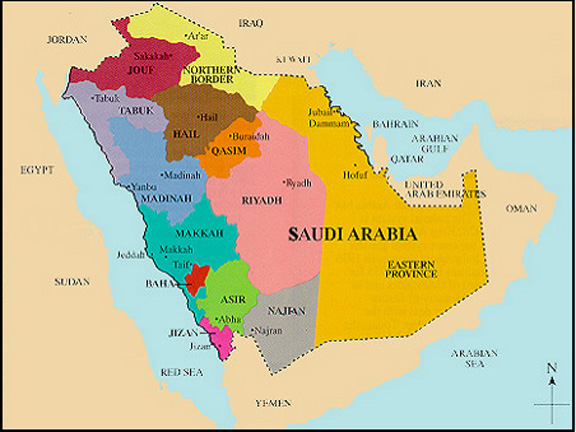 IRAQ
JORDAN
Ar'ar
Sakakah
JOUF
KUWAIT
NORTHERN
BORDER
IRAN
Tabuk
TABUK
Hail
HAIL
Jubail
Dammam
BAHRAIN
ARABIAN
GULF
Buraidah
QASIM
QATAR
EGYPT
Madinah
Hofuf
Yanbu
MADINAH
Ryadh
RIYADH
UNITED
ARAB EMIRATES
OMAN
MAKKAH
SAUDI ARABIA
Jeddah
Makkah
Taif
EASTERN
PROVINCE
SUDAN
BAHA
ASIR
NAJFAN
Abha
JIZAN
Najran
Jizan
ARABIAN
SEA
RED SEA
N
YEMEN